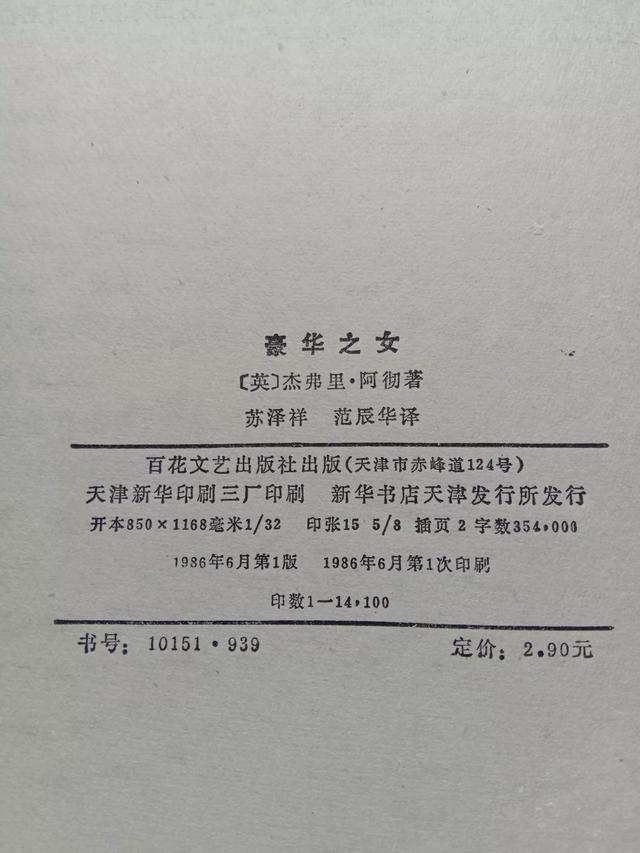 豪华之女
〔英〕杰弗里·阿彻著
苏泽祥 范辰华译
百花文艺出版社出版(天津市赤峰道124号)
天津新华印刷三厂印刷 新华书店天津发行所发行
开本850×1168毫米1/32 印张15 5/8 插页 2 字数354,000
1986年6月第1版 1986年6月第1次印刷
印数1—14,100
书号：10151·939 定价：2.90元